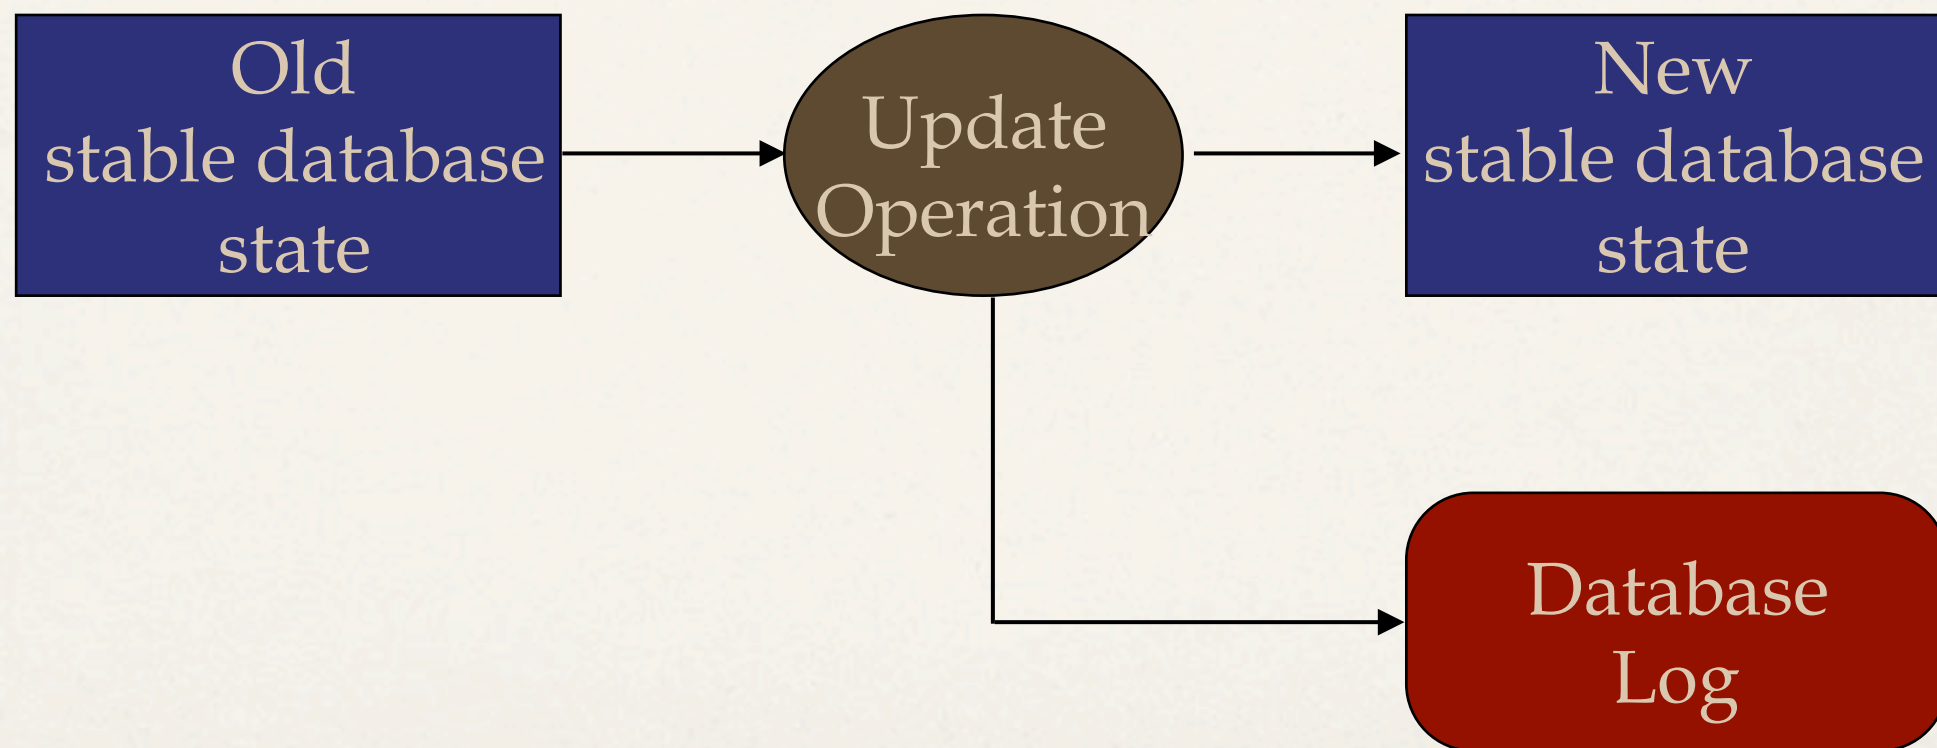 Old
stable database
state
Update
Operation
New
stable database
state
Database
Log